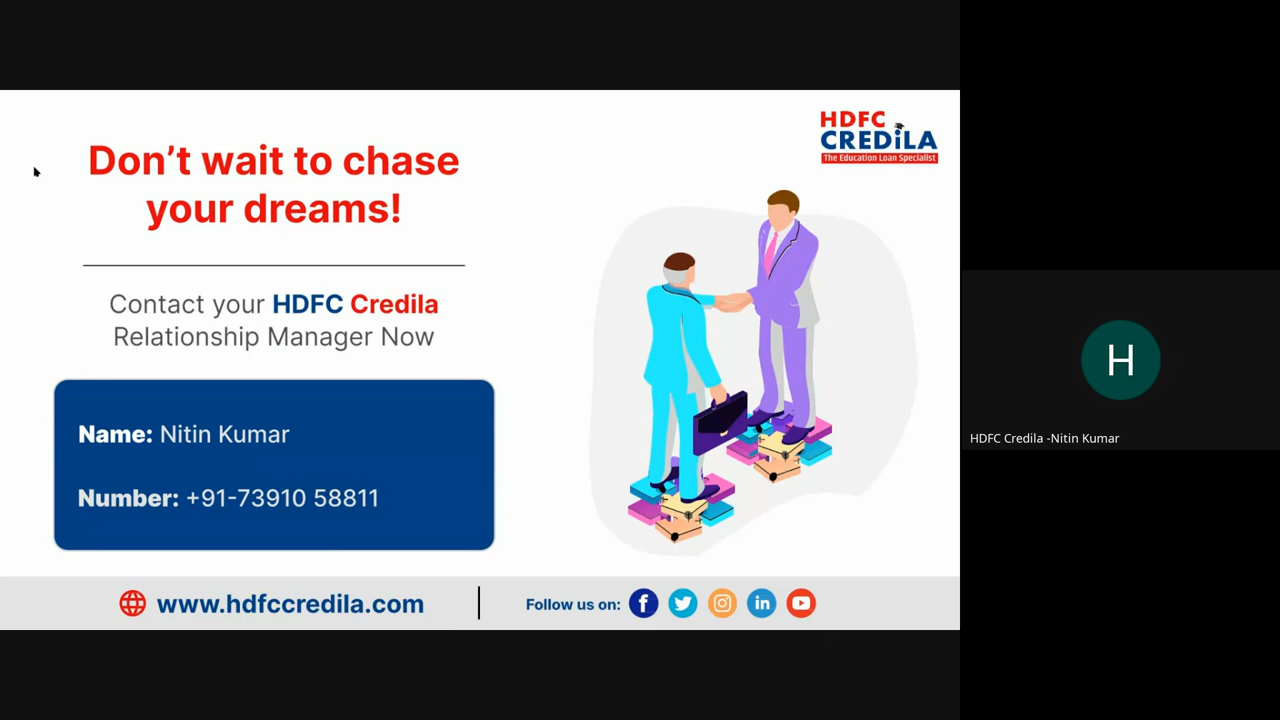 HDFC
CREDiLA
The Education Loan Specialist
Don't wait to chase
your dreams!
Contact your HDFC Credila
Relationship Manager Now
Name: Nitin Kumar
Number: +91-73910 58811
www.hdfccredila.com
Follow us on:
H
HDFC Credila -Nitin Kumar